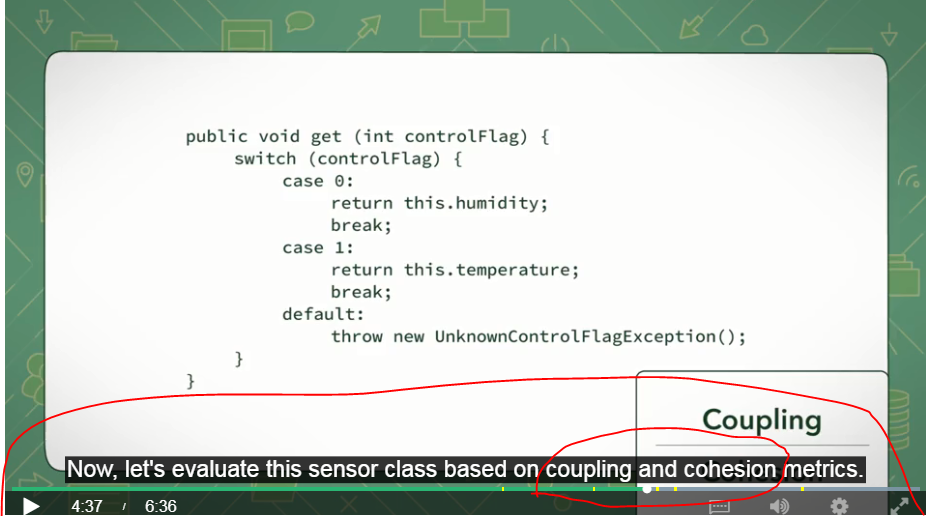 public void get (int controlFlag) {
switch (controlFlag) {
case 0:
return this.humidity;
break;
case 1:
return this.temperature;
break;
default:
throw new UnknownControlFlagException();
}
}
Coupling
Cohesion
Now, let's evaluate this sensor class based on coupling and cohesion metrics.
4:37 / 6:36